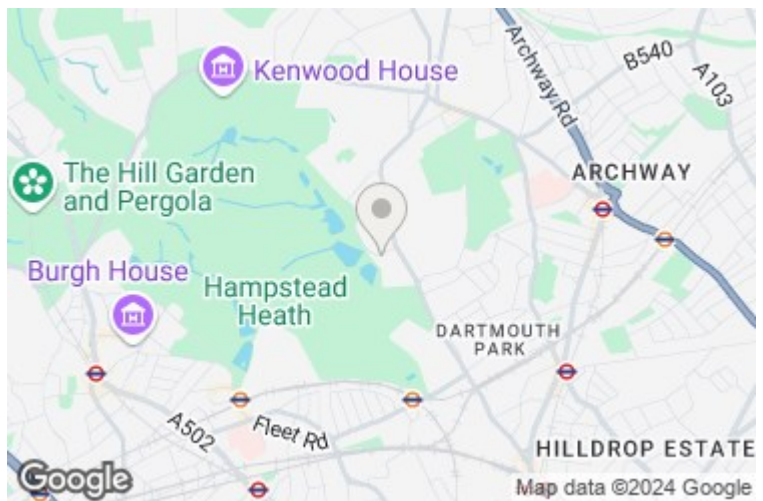 Kenwood House
Archway Rd
B540
A103
The Hill Garden
and Pergola
ARCHWAY
Burgh House
Hampstead
Heath
DARTMOUTH
PARK
A502
Fleet Rd
HILLDROP ESTATE
Google
Map data ©2024 Google